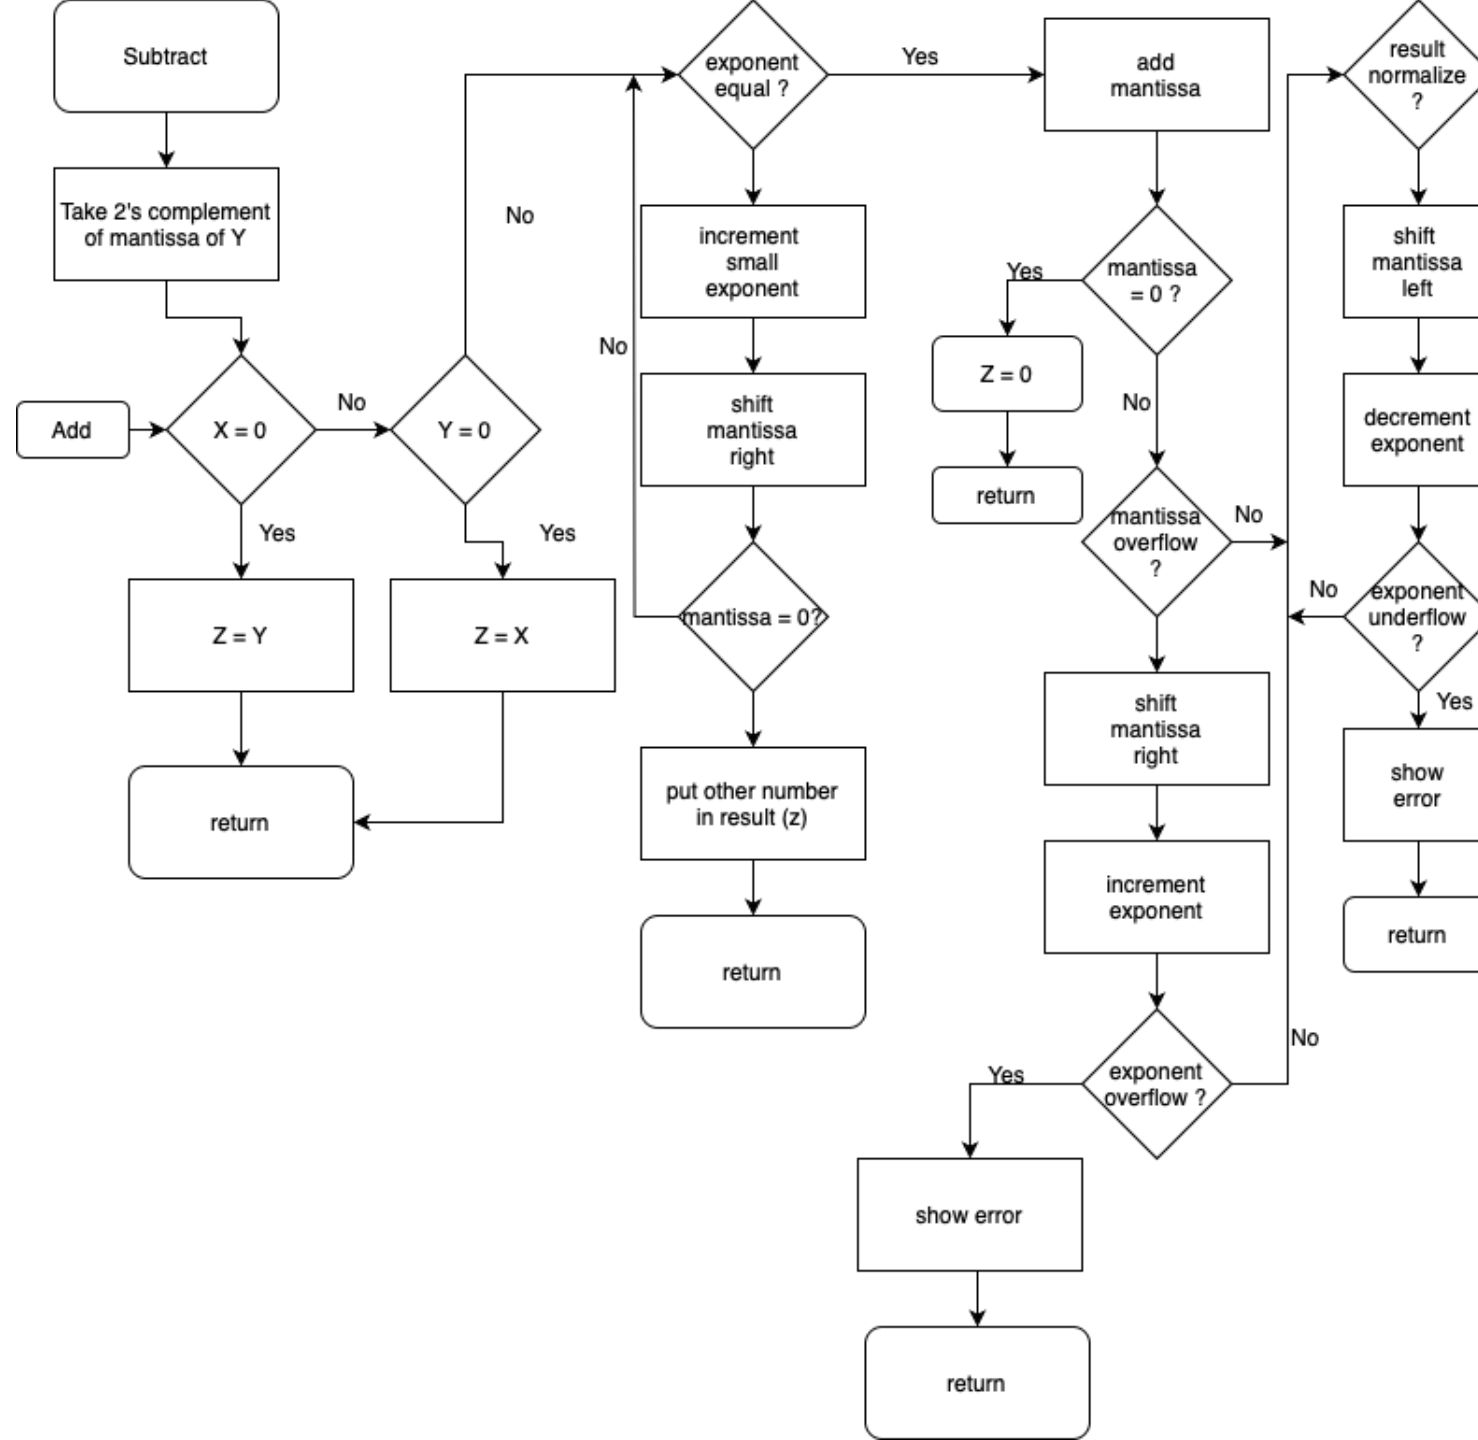 Subtract
Take 2's complement
of mantissa of Y
Add
X = 0
No
Y = 0
No
Yes
Yes
Z = Y
Z = X
return
exponent
equal ?
Yes
increment
small
exponent
No
shift
mantissa
right
mantissa = 0?
put other number
in result (z)
return
add
mantissa
mantissa
= 0 ?
Yes
Z = 0
return
No
mantissa
overflow
?
No
shift
mantissa
right
increment
exponent
exponent
overflow ?
Yes
No
show error
return
result
normalize
?
shift
mantissa
left
decrement
exponent
exponent
underflow
?
No
Yes
show
error
return